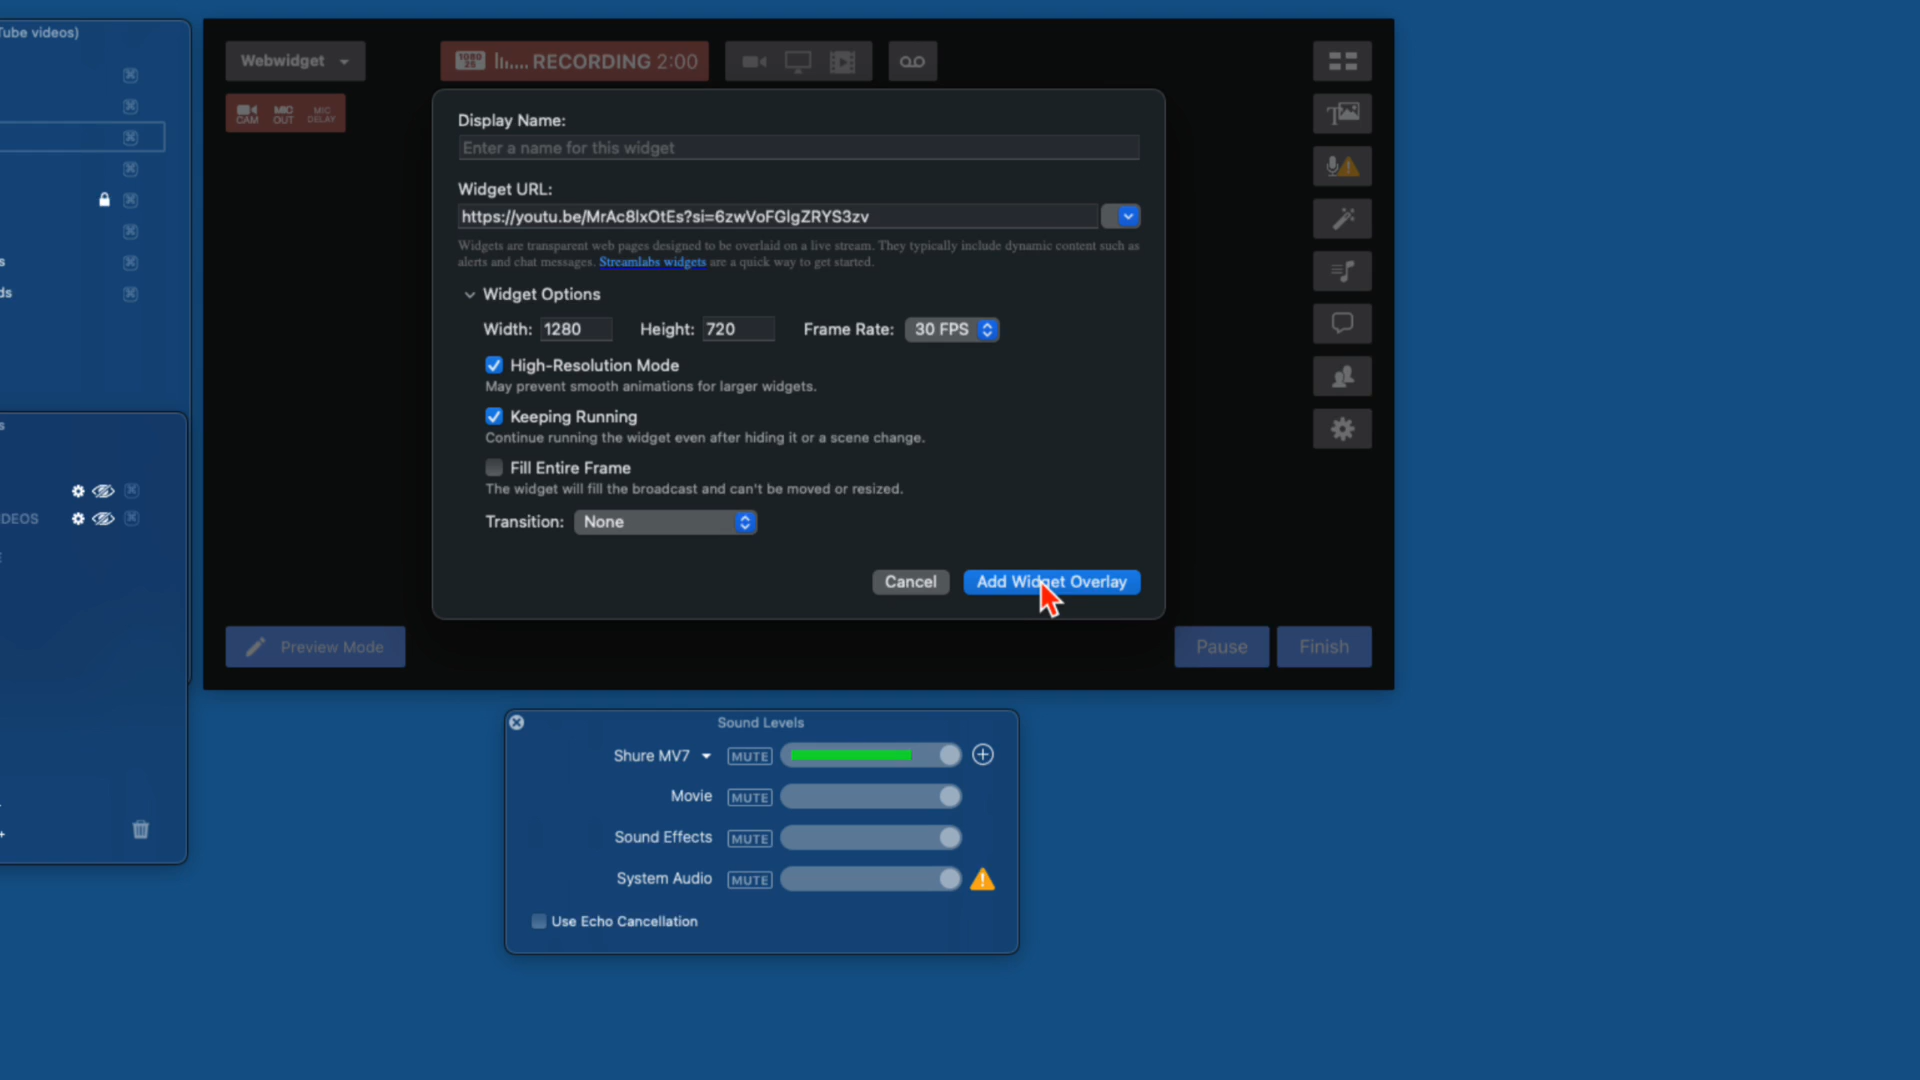 Tube videos)
Webwidget
1080
25
RECORDING 2:00
CAM
MIC
OUT
MIC
DELAY
Display Name:
Enter a name for this widget
Widget URL:
https://youtu.be/MrAc8lxOtEs?si=6zwVoFGlgZRYS3zv
Widgets are transparent web pages designed to be overlaid on a live stream. They typically include dynamic content such as
alerts and chat messages. Streamlabs widgets are a quick way to get started.
Widget Options
Width: 1280 Height: 720 Frame Rate: 30 FPS
High-Resolution Mode
May prevent smooth animations for larger widgets.
Keeping Running
Continue running the widget even after hiding it or a scene change.
Fill Entire Frame
The widget will fill the broadcast and can't be moved or resized.
Transition: None
Cancel Add Widget Overlay
Preview Mode
Pause Finish
s
ds
s
DEOS
E
+
Sound Levels
Shure MV7 MUTE
Movie MUTE
Sound Effects MUTE
System Audio MUTE
Use Echo Cancellation